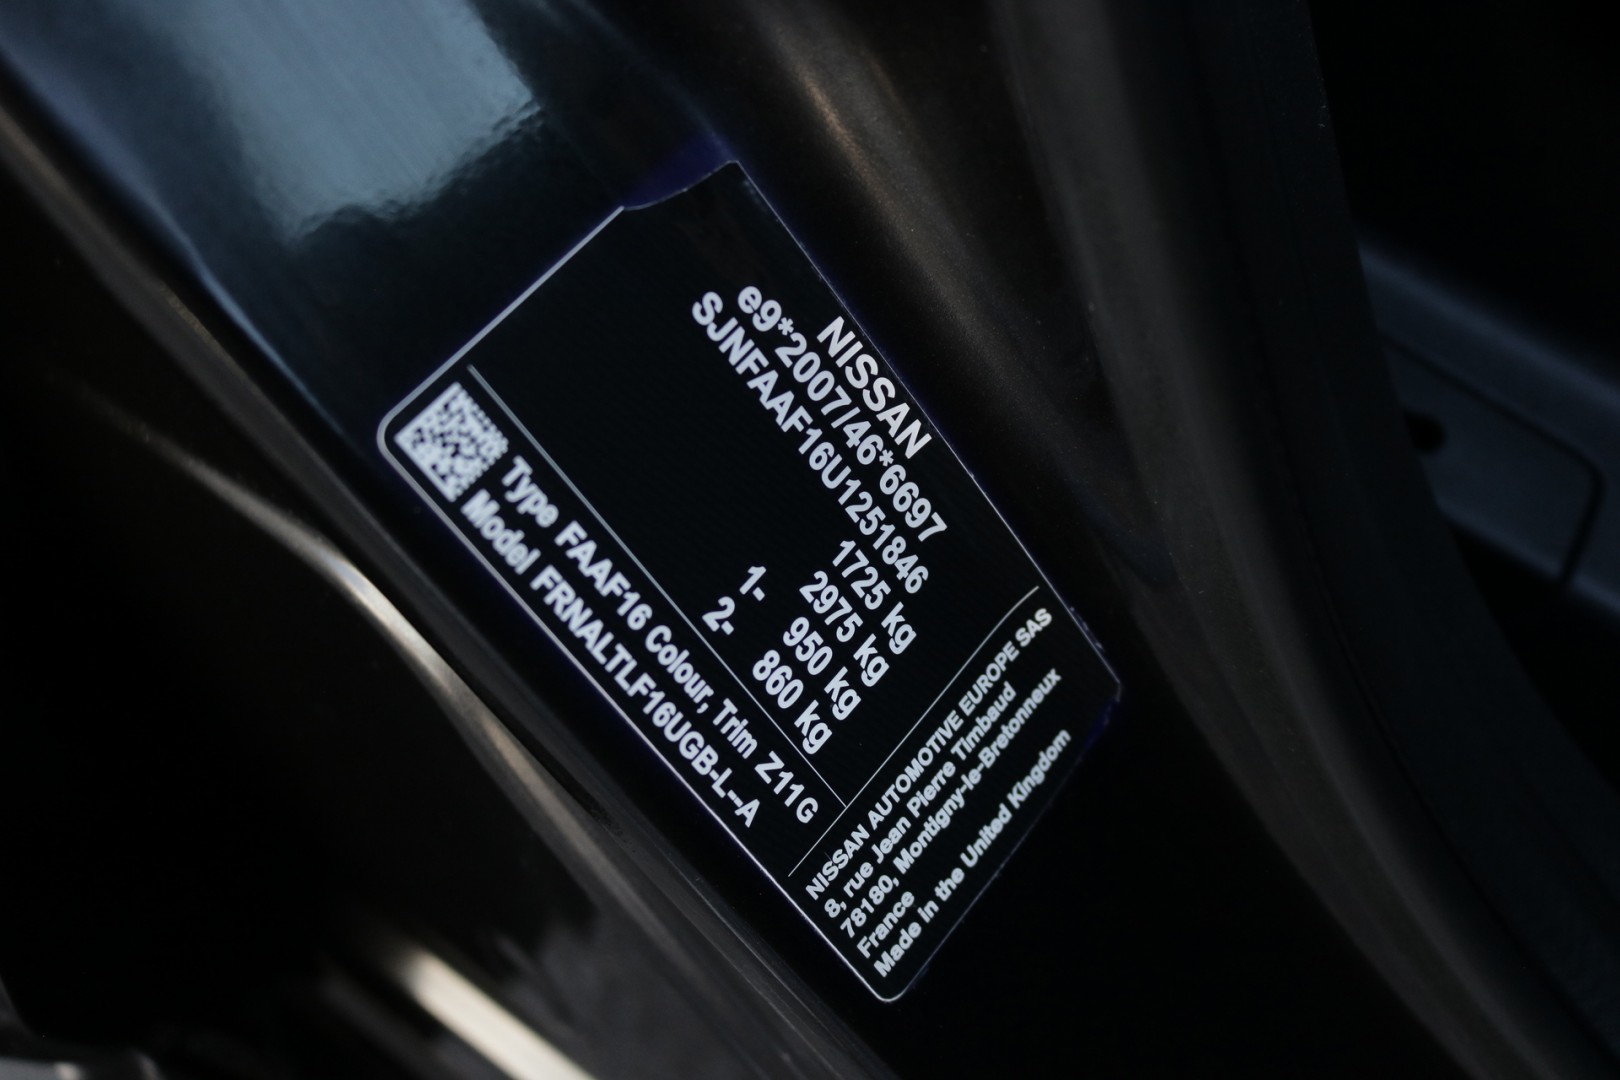 NISSAN
e9*2007/46*6697
SJNFAAF16U1251846
1725 kg
2975 kg
1- 950 kg
2- 860 kg
Type FAAF16 Colour, Trim Z11G
Model FRNALTLF16UGB-L--A
NISSAN AUTOMOTIVE EUROPE SAS
8, rue Jean Pierre Timbaud
78180, Montigny-le-Bretonneux
France
Made in the United Kingdom